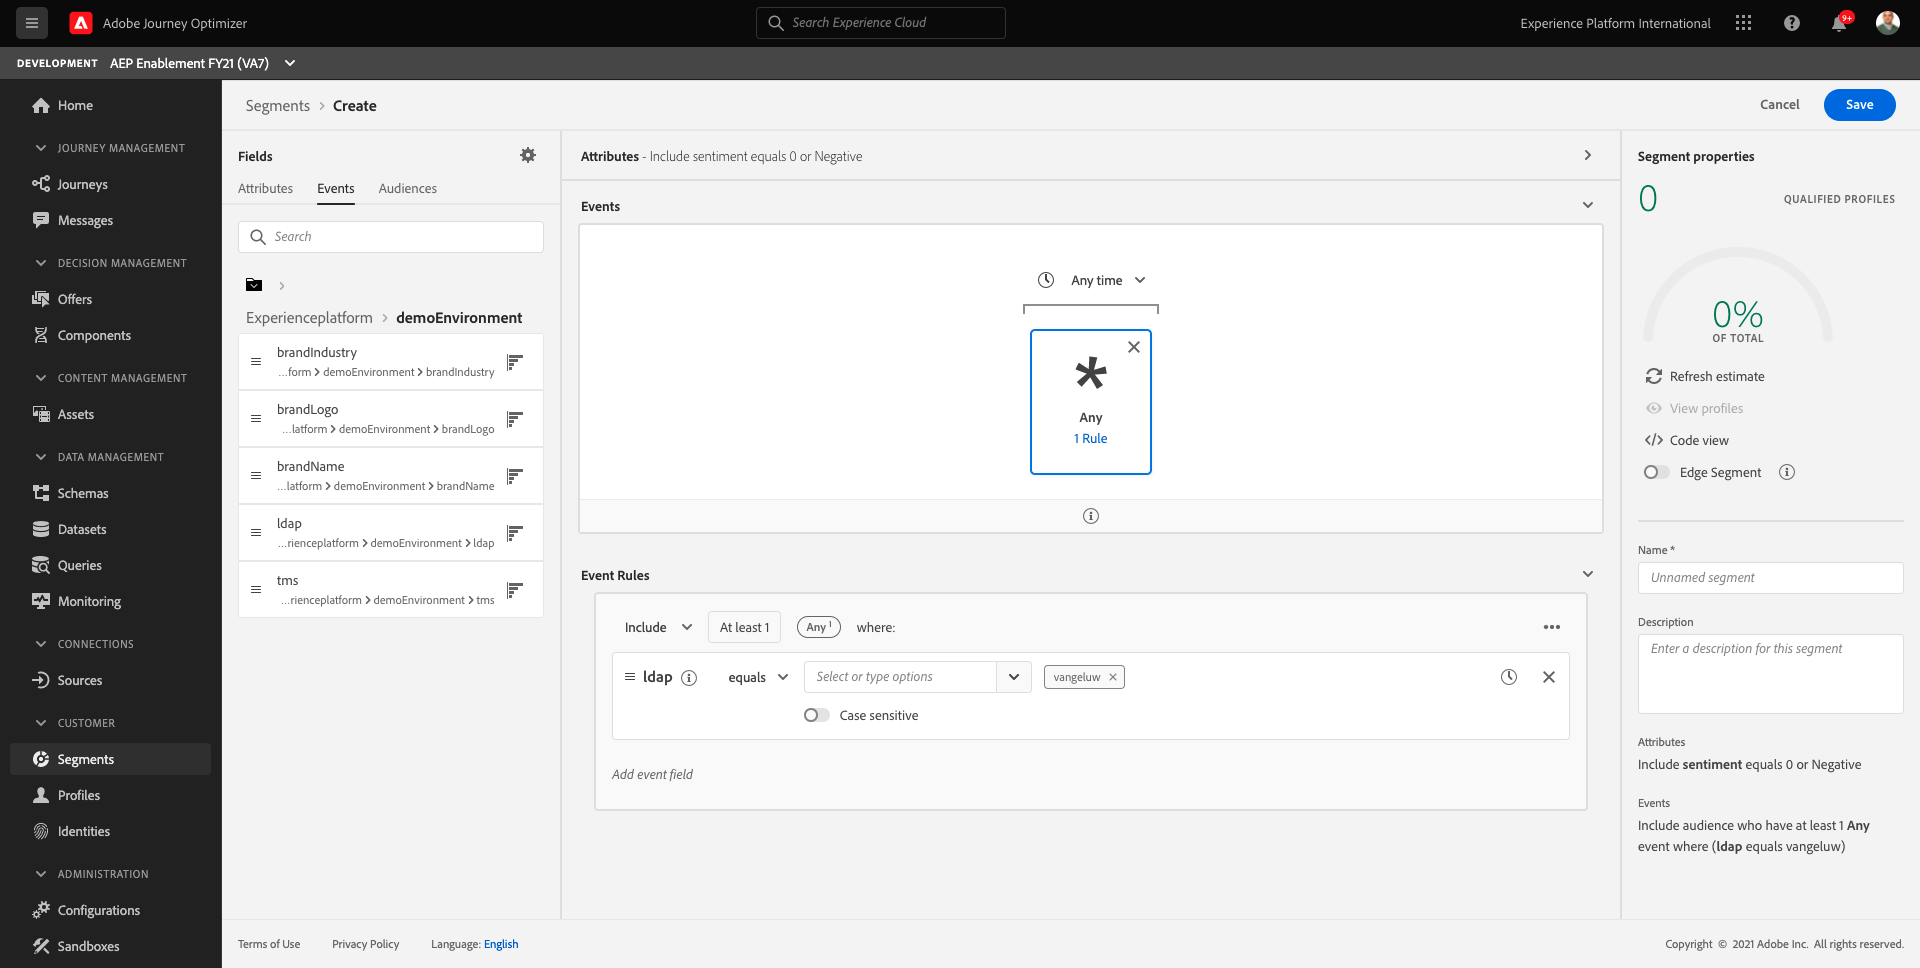 Adobe Journey Optimizer
Search Experience Cloud
Experience Platform International
9+
DEVELOPMENT AEP Enablement FY21 (VA7)
Home
JOURNEY MANAGEMENT
Journeys
Messages
DECISION MANAGEMENT
Offers
Components
CONTENT MANAGEMENT
Assets
DATA MANAGEMENT
Schemas
Datasets
Queries
Monitoring
CONNECTIONS
Sources
CUSTOMER
Segments
Profiles
Identities
ADMINISTRATION
Configurations
Sandboxes
Segments > Create
Cancel
Save
Fields
Attributes Events Audiences
Search
>
Experienceplatform > demoEnvironment
brandIndustry
...form > demoEnvironment > brandIndustry
brandLogo
...latform > demoEnvironment > brandLogo
brandName
...latform > demoEnvironment > brandName
ldap
...rienceplatform > demoEnvironment > ldap
tms
...rienceplatform > demoEnvironment > tms
Attributes - Include sentiment equals 0 or Negative
Events
Any time
*
Any
1 Rule
Event Rules
Include At least 1 Any 1 where:
ldap equals Select or type options vangeluw
Case sensitive
Add event field
Segment properties
0 QUALIFIED PROFILES
0%
OF TOTAL
Refresh estimate
View profiles
</> Code view
Edge Segment
Name *
Unnamed segment
Description
Enter a description for this segment
Attributes
Include sentiment equals 0 or Negative
Events
Include audience who have at least 1 Any
event where (ldap equals vangeluw)
Terms of Use Privacy Policy Language: English
Copyright © 2021 Adobe Inc. All rights reserved.